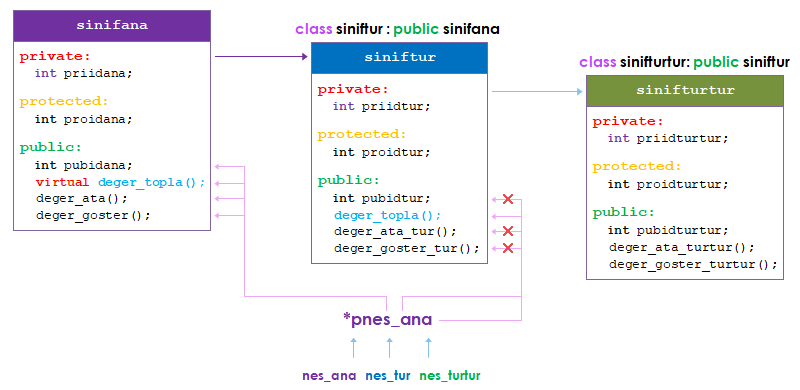 sinifana
private:
int priidana;
protected:
int proidana;
public:
int pubidana;
virtual deger_topla();
deger_ata();
deger_goster();
class siniftur : public sinifana
siniftur
private:
int priidtur;
protected:
int proidtur;
public:
int pubidtur;
deger_topla();
deger_ata_tur();
deger_goster_tur();
class sinifturtur: public siniftur
sinifturtur
private:
int priidturtur;
protected:
int proidturtur;
public:
int pubidturtur;
deger_ata_turtur();
deger_goster_turtur();
*pnes_ana
nes_ana nes_tur nes_turtur